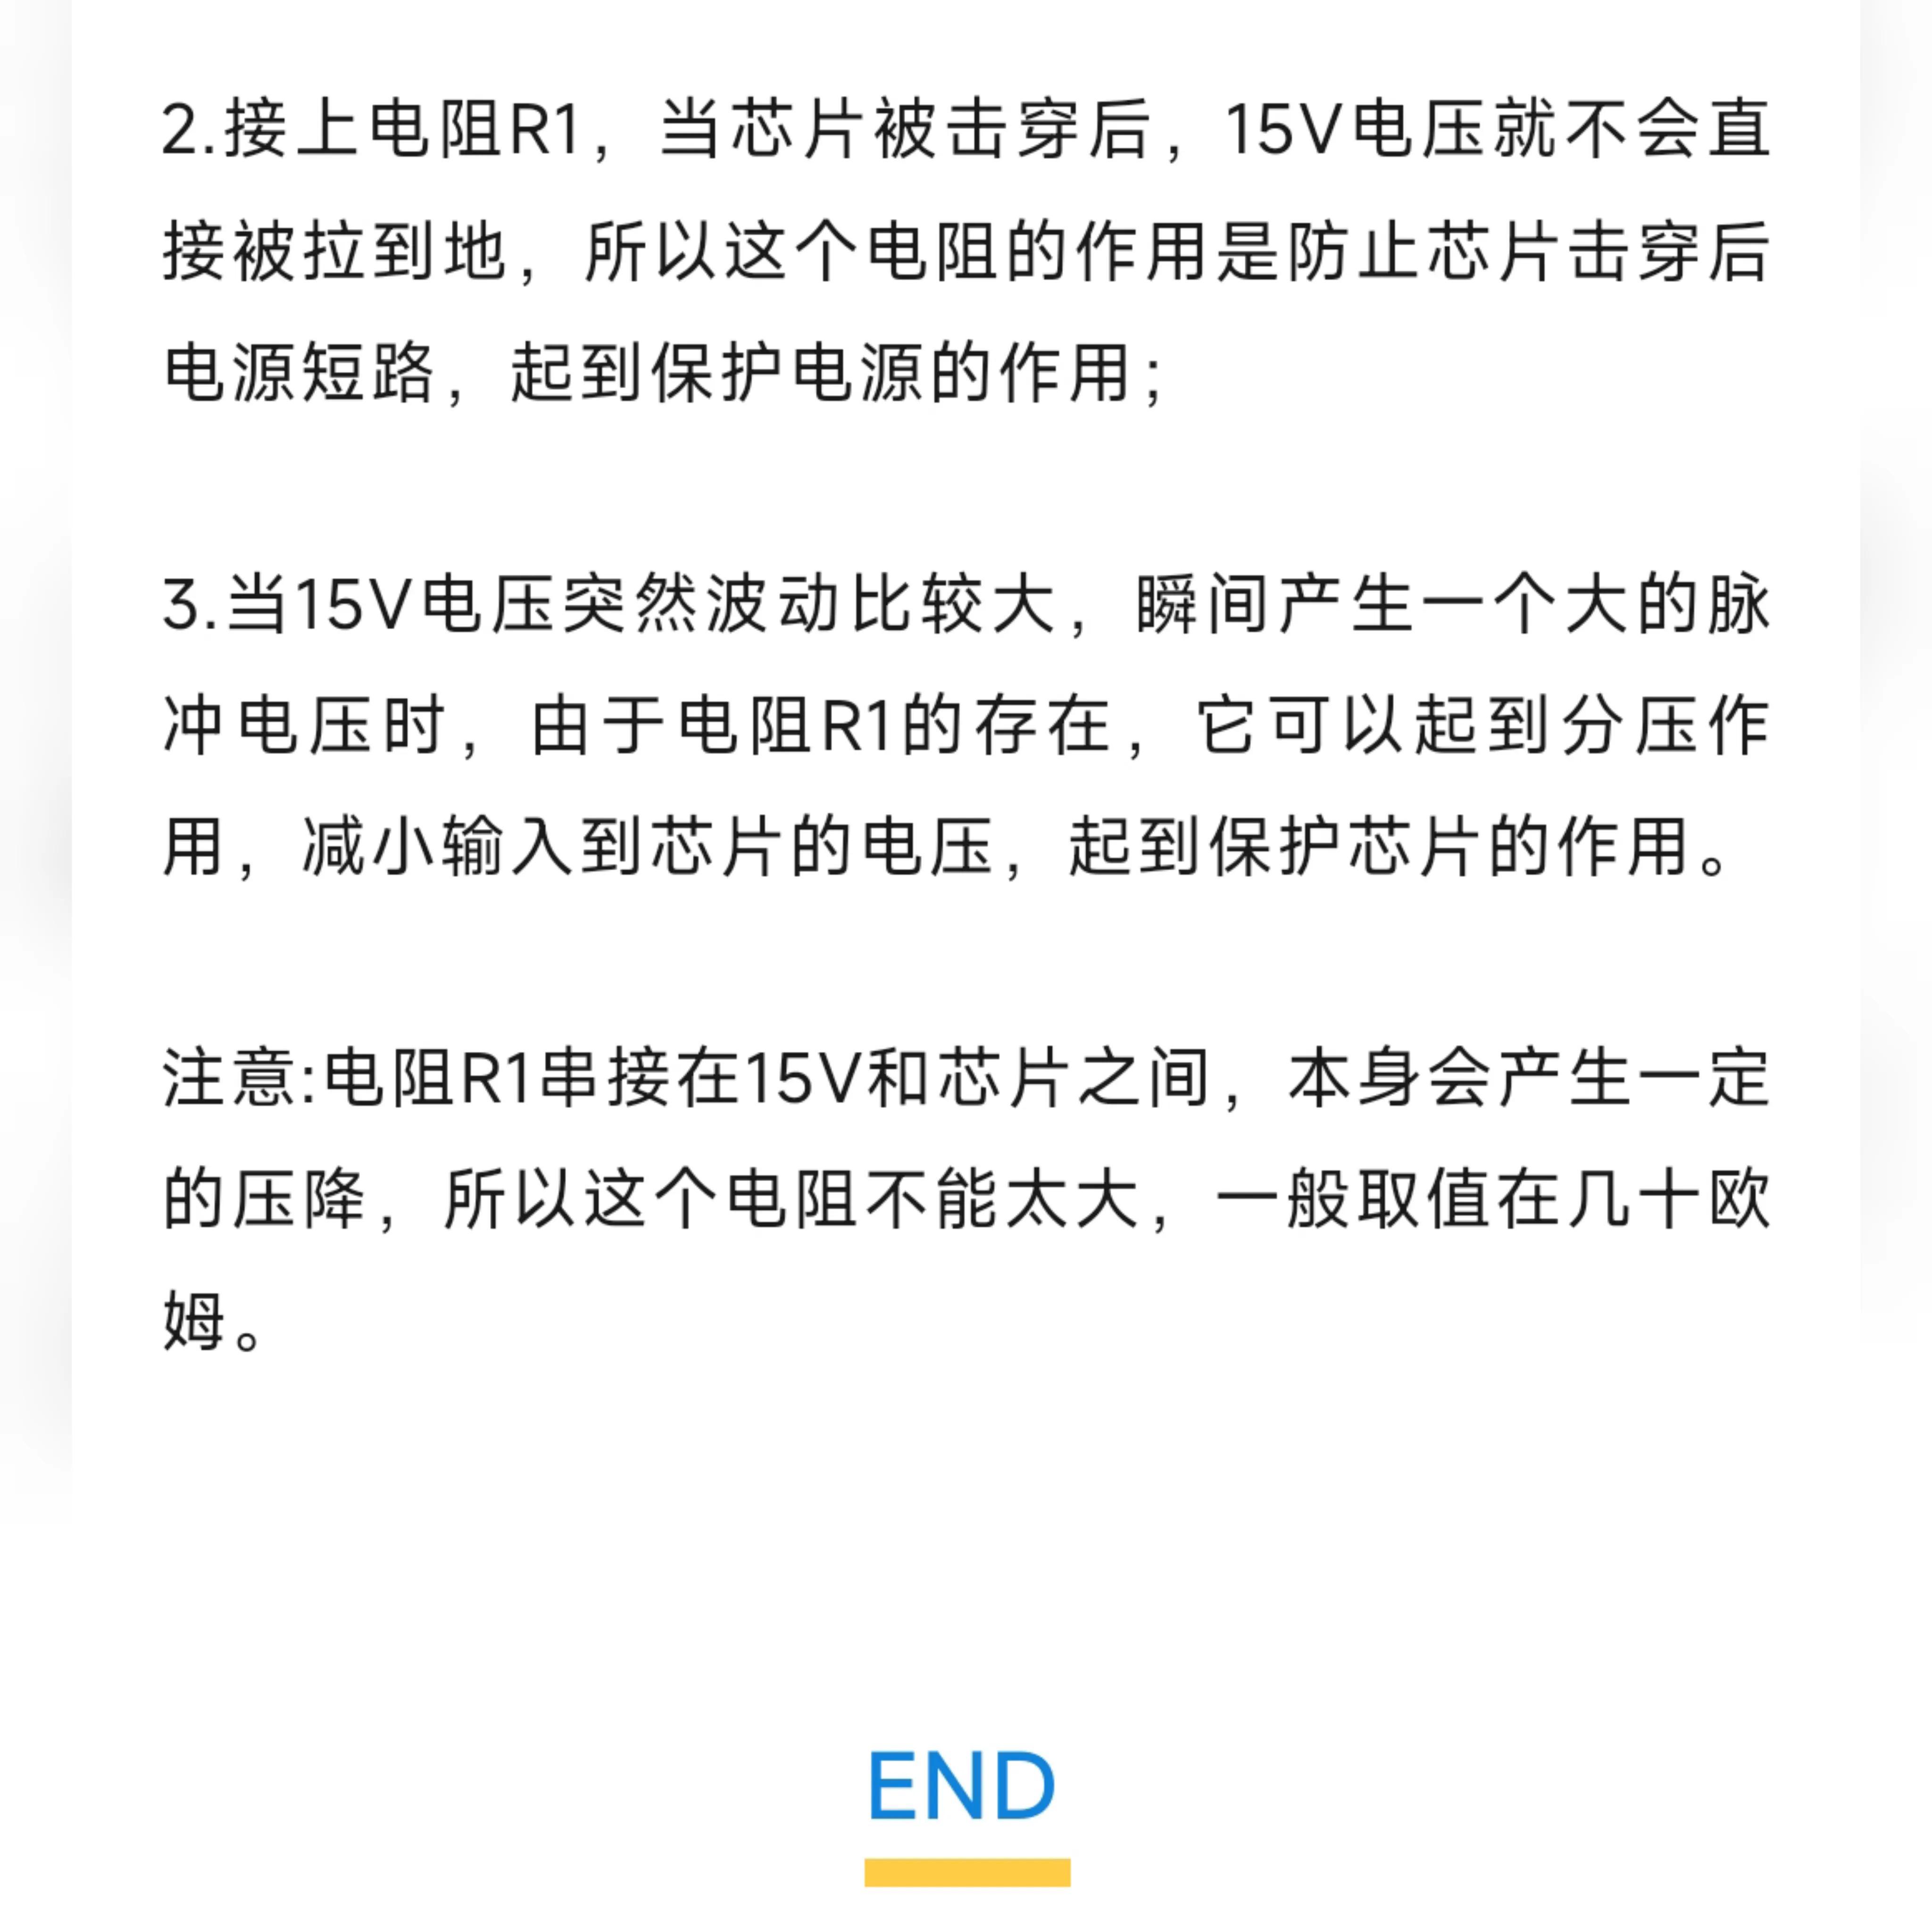 2.接上电阻R1，当芯片被击穿后，15V电压就不会直
接被拉到地，所以这个电阻的作用是防止芯片击穿后
电源短路，起到保护电源的作用；
3.当15V电压突然波动比较大，瞬间产生一个大的脉
冲电压时，由于电阻R1的存在，它可以起到分压作
用，减小输入到芯片的电压，起到保护芯片的作用。
注意:电阻R1串接在15V和芯片之间，本身会产生一定
的压降，所以这个电阻不能太大，一般取值在几十欧
姆。
END